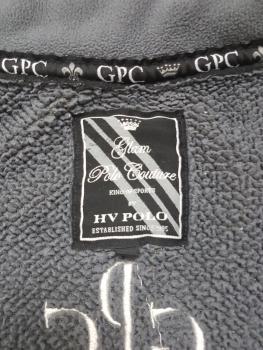 GPC GPC GPC
Glam
Polo Couture
KING OF SPORTS
BY
HV POLO
ESTABLISHED SINCE 1985